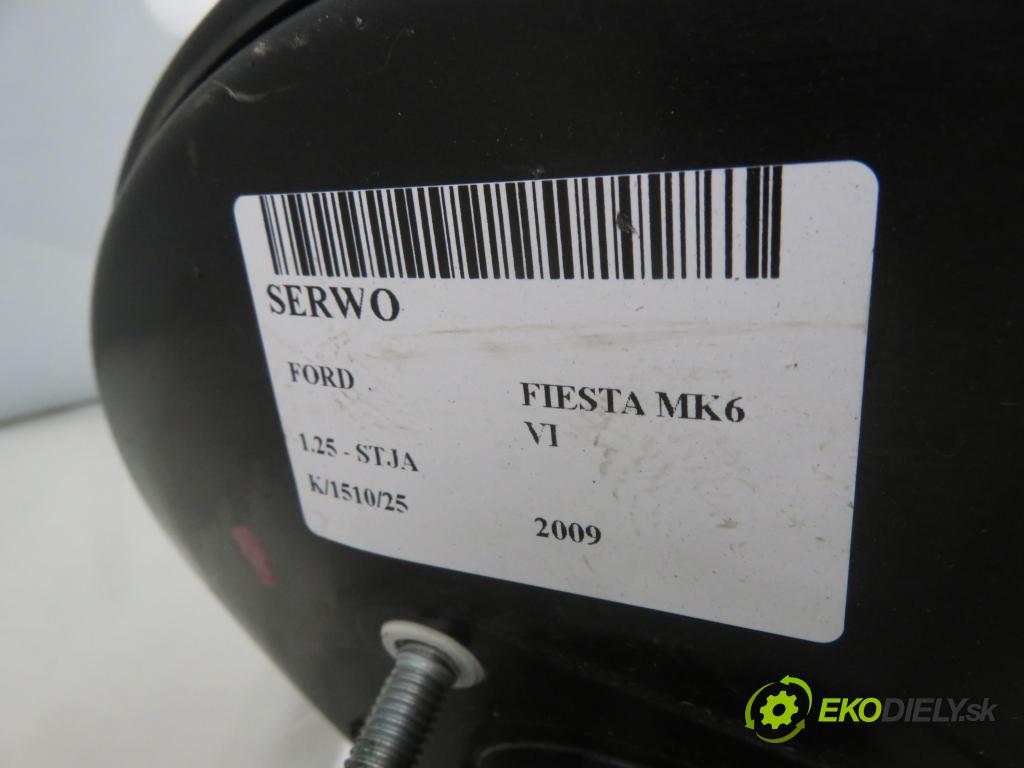 SERWO
FORD
FIESTA MK6
VI
1.25 - STJA
K/1510/25
2009
EKODIELY.sk